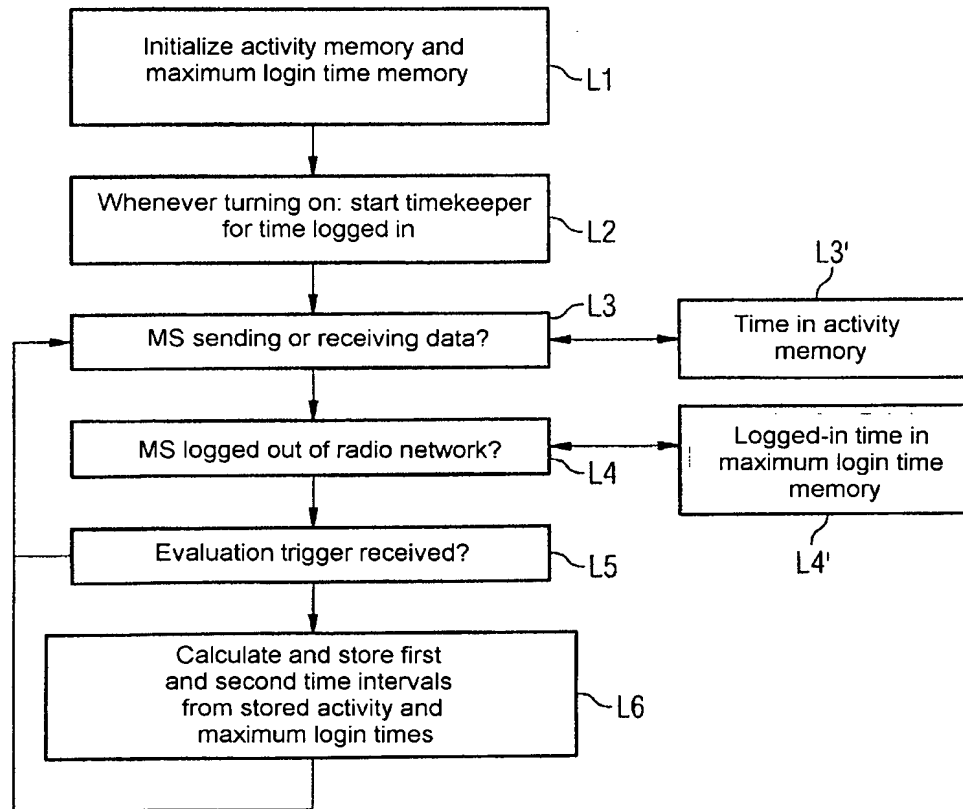 Initialize activity memory and
maximum login time memory
L1
Whenever turning on: start timekeeper
for time logged in
L2
L3
MS sending or receiving data?
L3'
Time in activity
memory
MS logged out of radio network?
L4
Logged-in time in
maximum login time
memory
L4'
Evaluation trigger received?
L5
Calculate and store first
and second time intervals
from stored activity and
maximum login times
L6